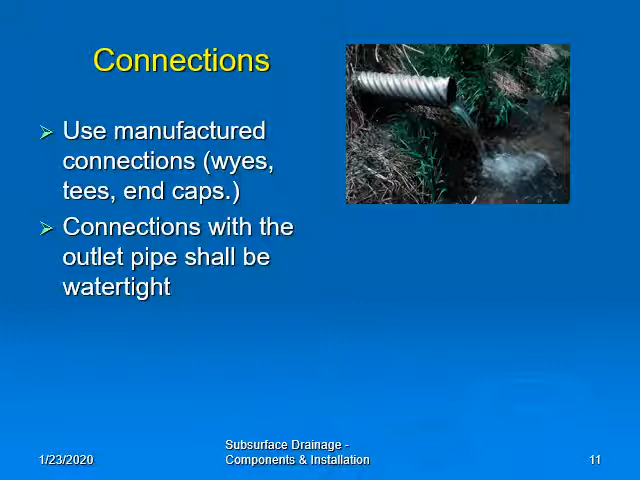 Connections
Use manufactured
connections (wyes,
tees, end caps.)
Connections with the
outlet pipe shall be
watertight
1/23/2020
Subsurface Drainage -
Components & Installation
11